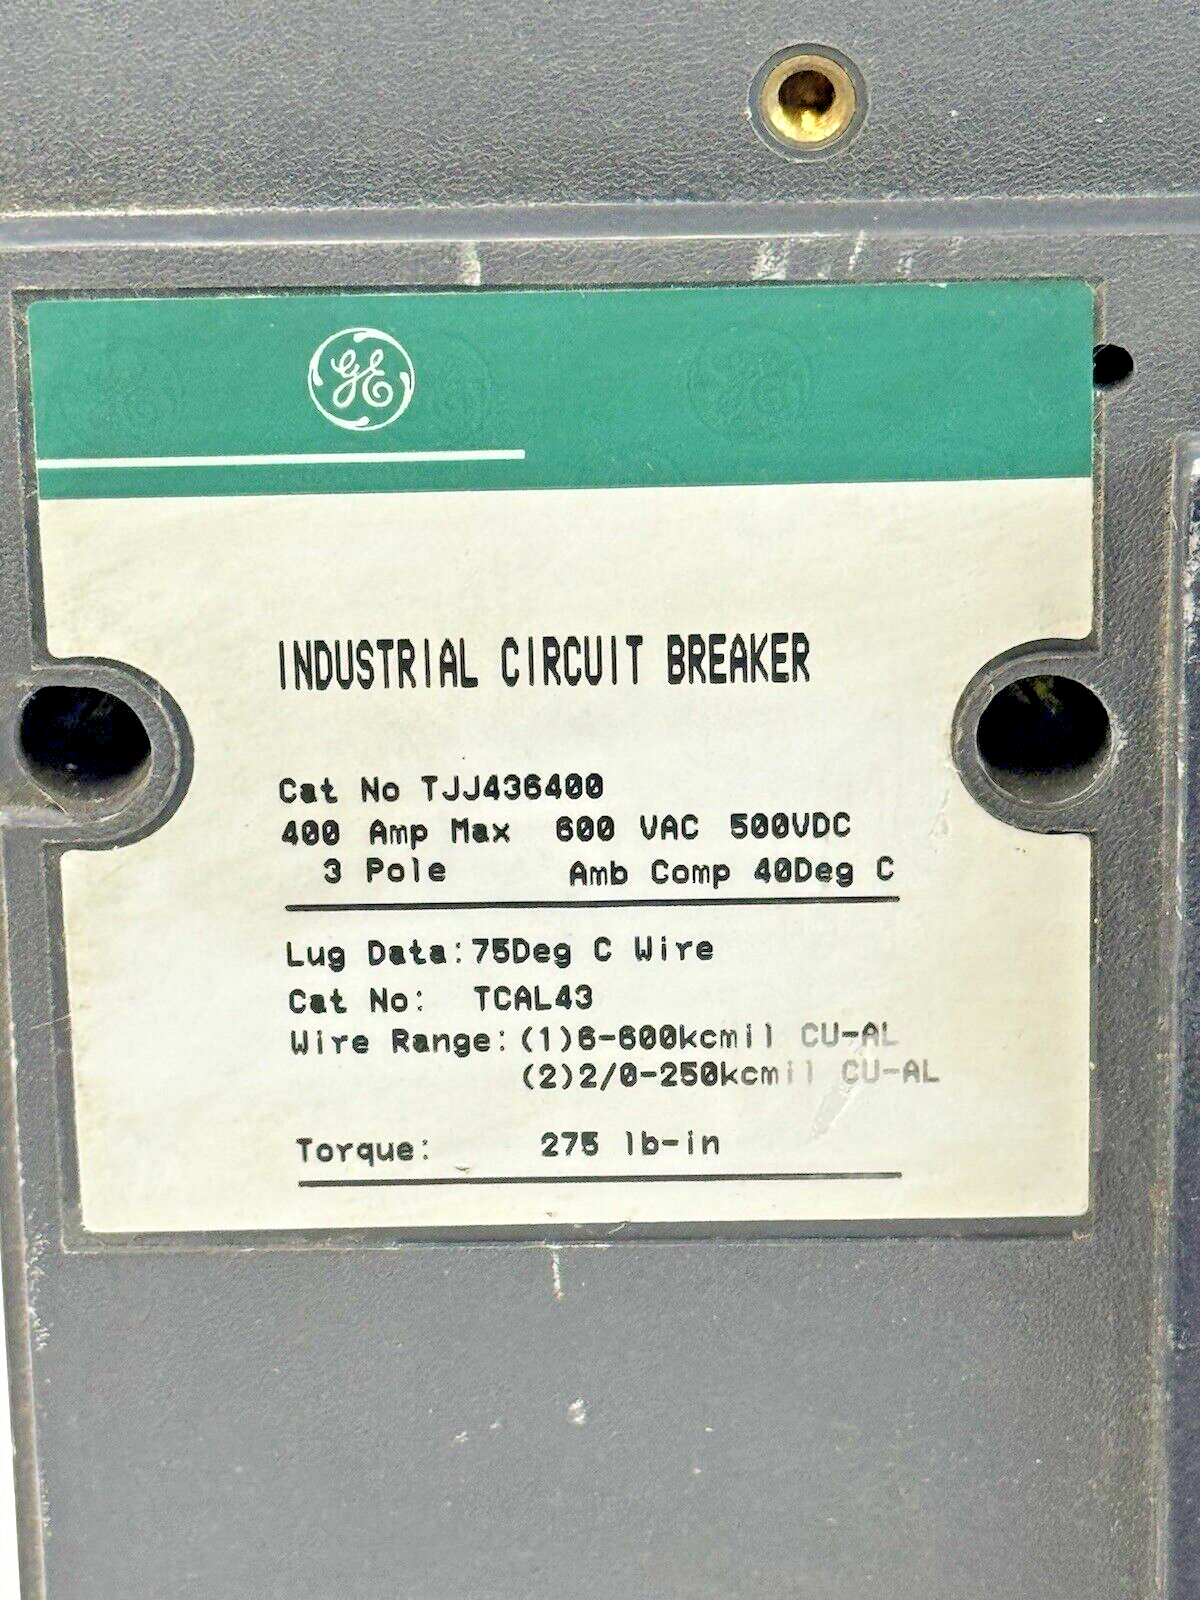 GE
INDUSTRIAL CIRCUIT BREAKER
Cat No TJJ436400
400 Amp Max 600 VAC 500VDC
3 Pole Amb Comp 40Deg C
Lug Data: 75Deg C Wire
Cat No: TCAL43
Wire Range: (1)6-600kcmil CU-AL
(2)2/0-250kcmil CU-AL
Torque: 275 lb-in